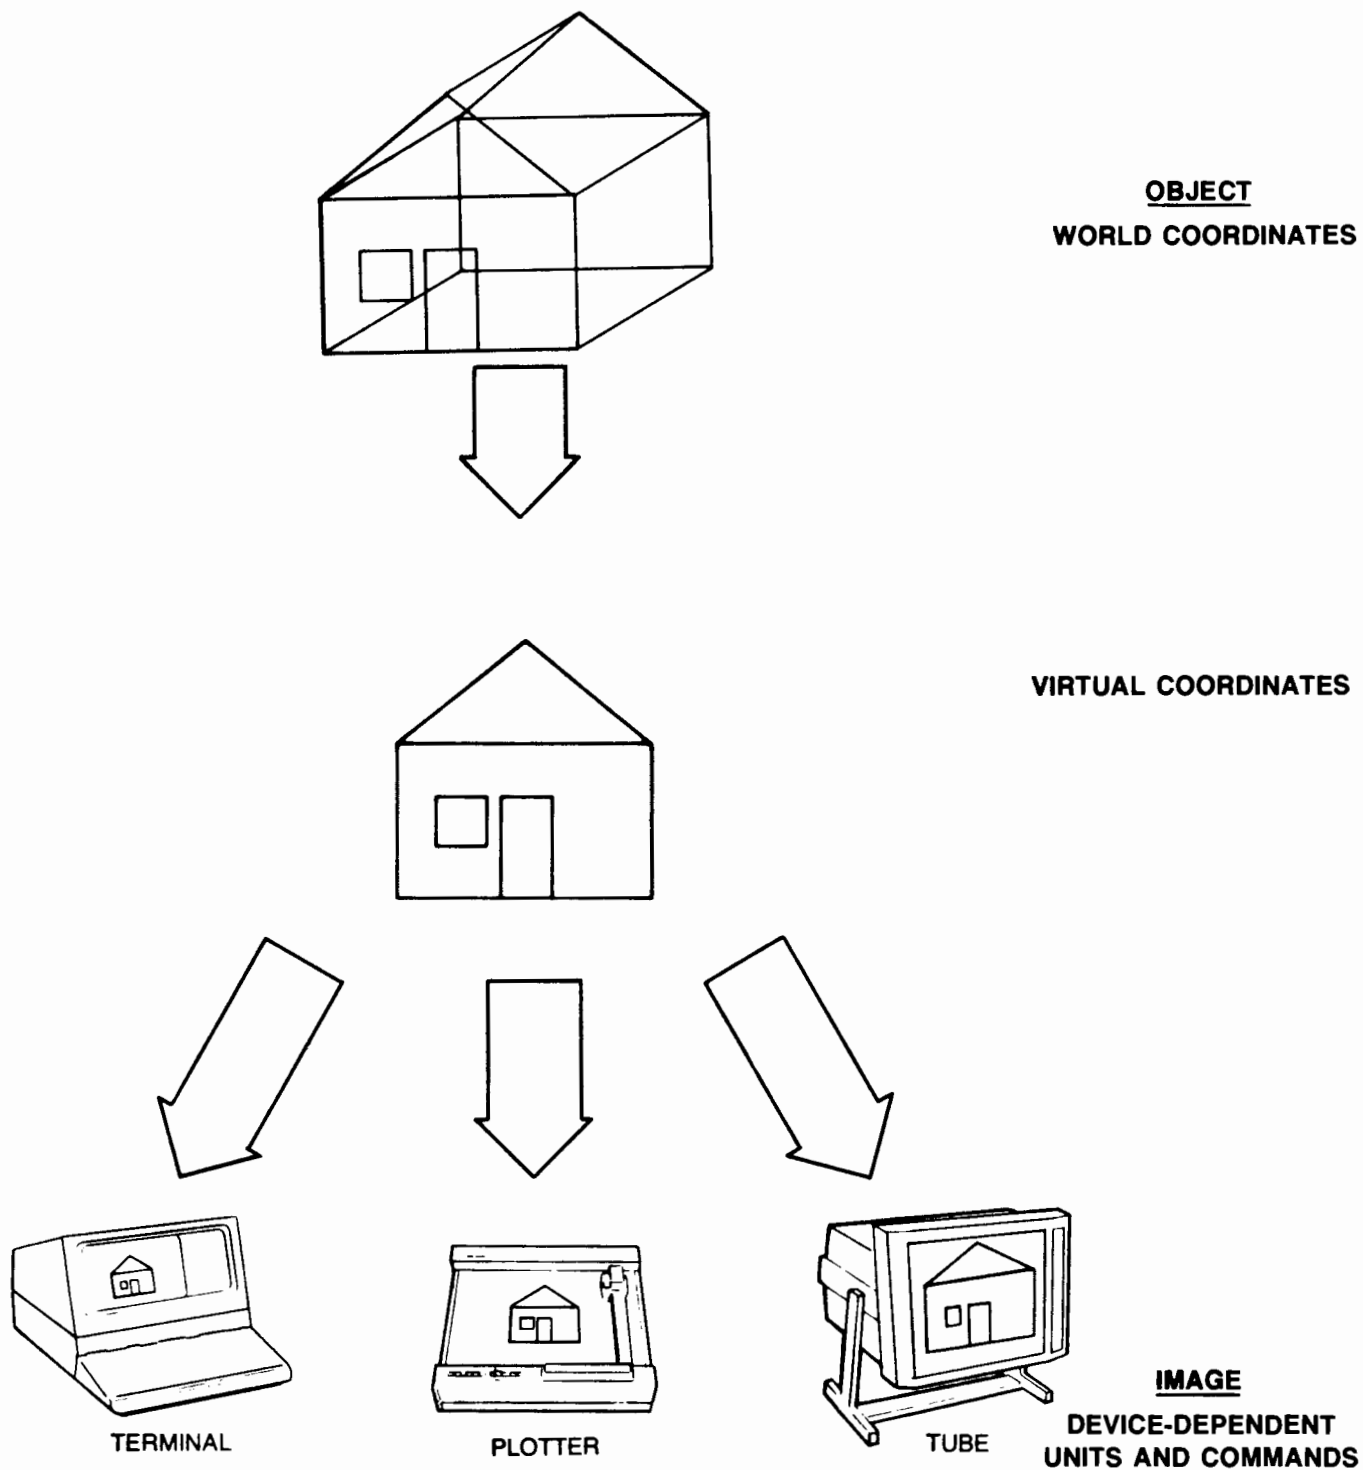 OBJECT
WORLD COORDINATES
VIRTUAL COORDINATES
TERMINAL
PLOTTER
TUBE
IMAGE
DEVICE-DEPENDENT
UNITS AND COMMANDS